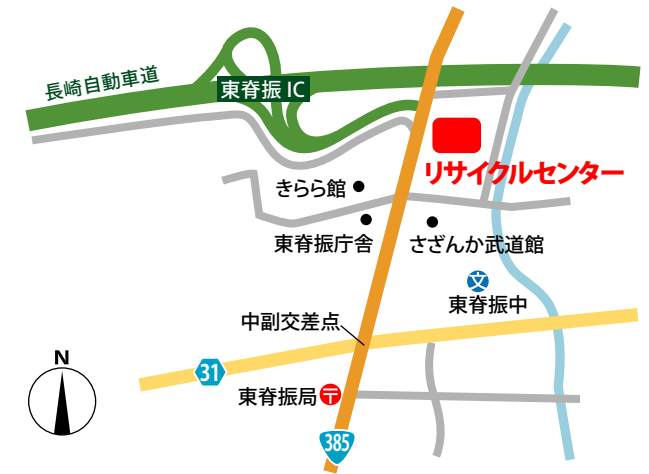 長崎自動車道
東脊振 IC
リサイクルセンター
きらら館
東脊振庁舎
さざんか武道館
文
東脊振中
中副交差点
31
N
東脊振局
〒
385